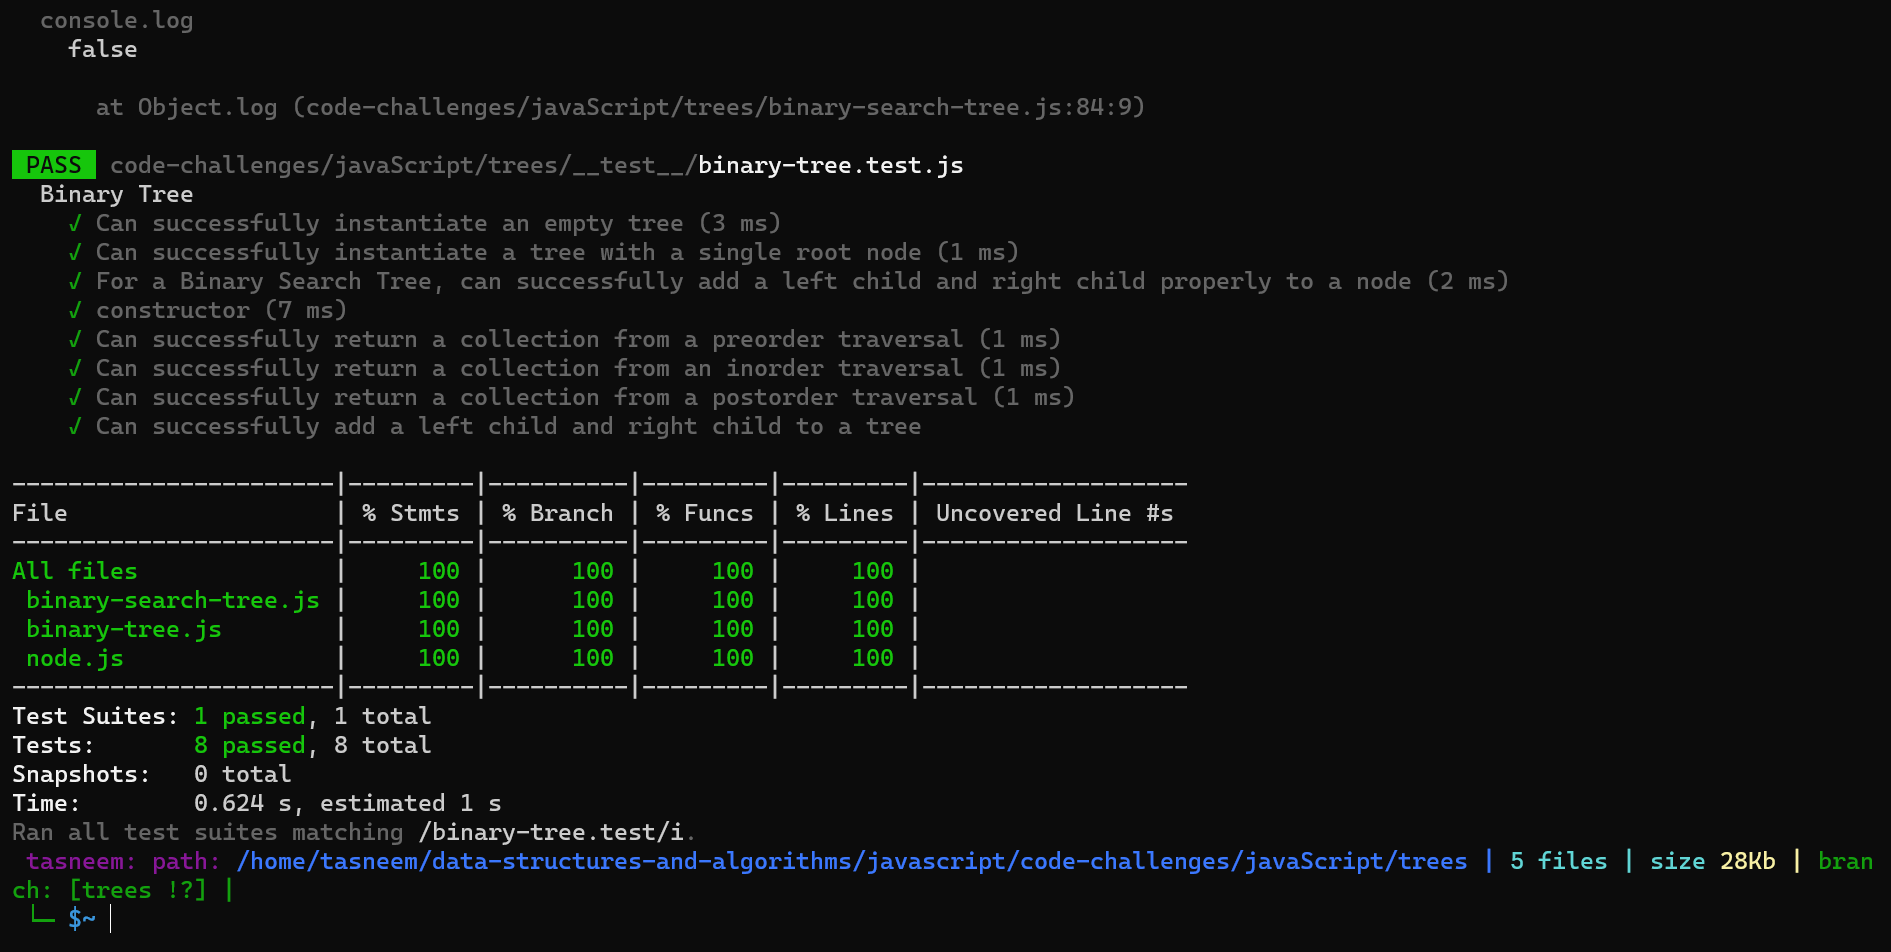 console.log
false
at Object.log (code-challenges/javaScript/trees/binary-search-tree.js:84:9)
PASS code-challenges/javaScript/trees/__test__/binary-tree.test.js
Binary Tree
√ Can successfully instantiate an empty tree (3 ms)
√ Can successfully instantiate a tree with a single root node (1 ms)
√ For a Binary Search Tree, can successfully add a left child and right child properly to a node (2 ms)
√ constructor (7 ms)
√ Can successfully return a collection from a preorder traversal (1 ms)
√ Can successfully return a collection from an inorder traversal (1 ms)
√ Can successfully return a collection from a postorder traversal (1 ms)
√ Can successfully add a left child and right child to a tree
-----------------------|---------|----------|---------|---------|-------------------
File                   | % Stmts | % Branch | % Funcs | % Lines | Uncovered Line #s
-----------------------|---------|----------|---------|---------|-------------------
All files              |     100 |      100 |     100 |     100 |
 binary-search-tree.js |     100 |      100 |     100 |     100 |
 binary-tree.js        |     100 |      100 |     100 |     100 |
 node.js               |     100 |      100 |     100 |     100 |
-----------------------|---------|----------|---------|---------|-------------------
Test Suites: 1 passed, 1 total
Tests:       8 passed, 8 total
Snapshots:   0 total
Time:        0.624 s, estimated 1 s
Ran all test suites matching /binary-tree.test/i.
tasneem: path: /home/tasneem/data-structures-and-algorithms/javascript/code-challenges/javaScript/trees | 5 files | size 28Kb | bran
ch: [trees !?] |
└─ $~